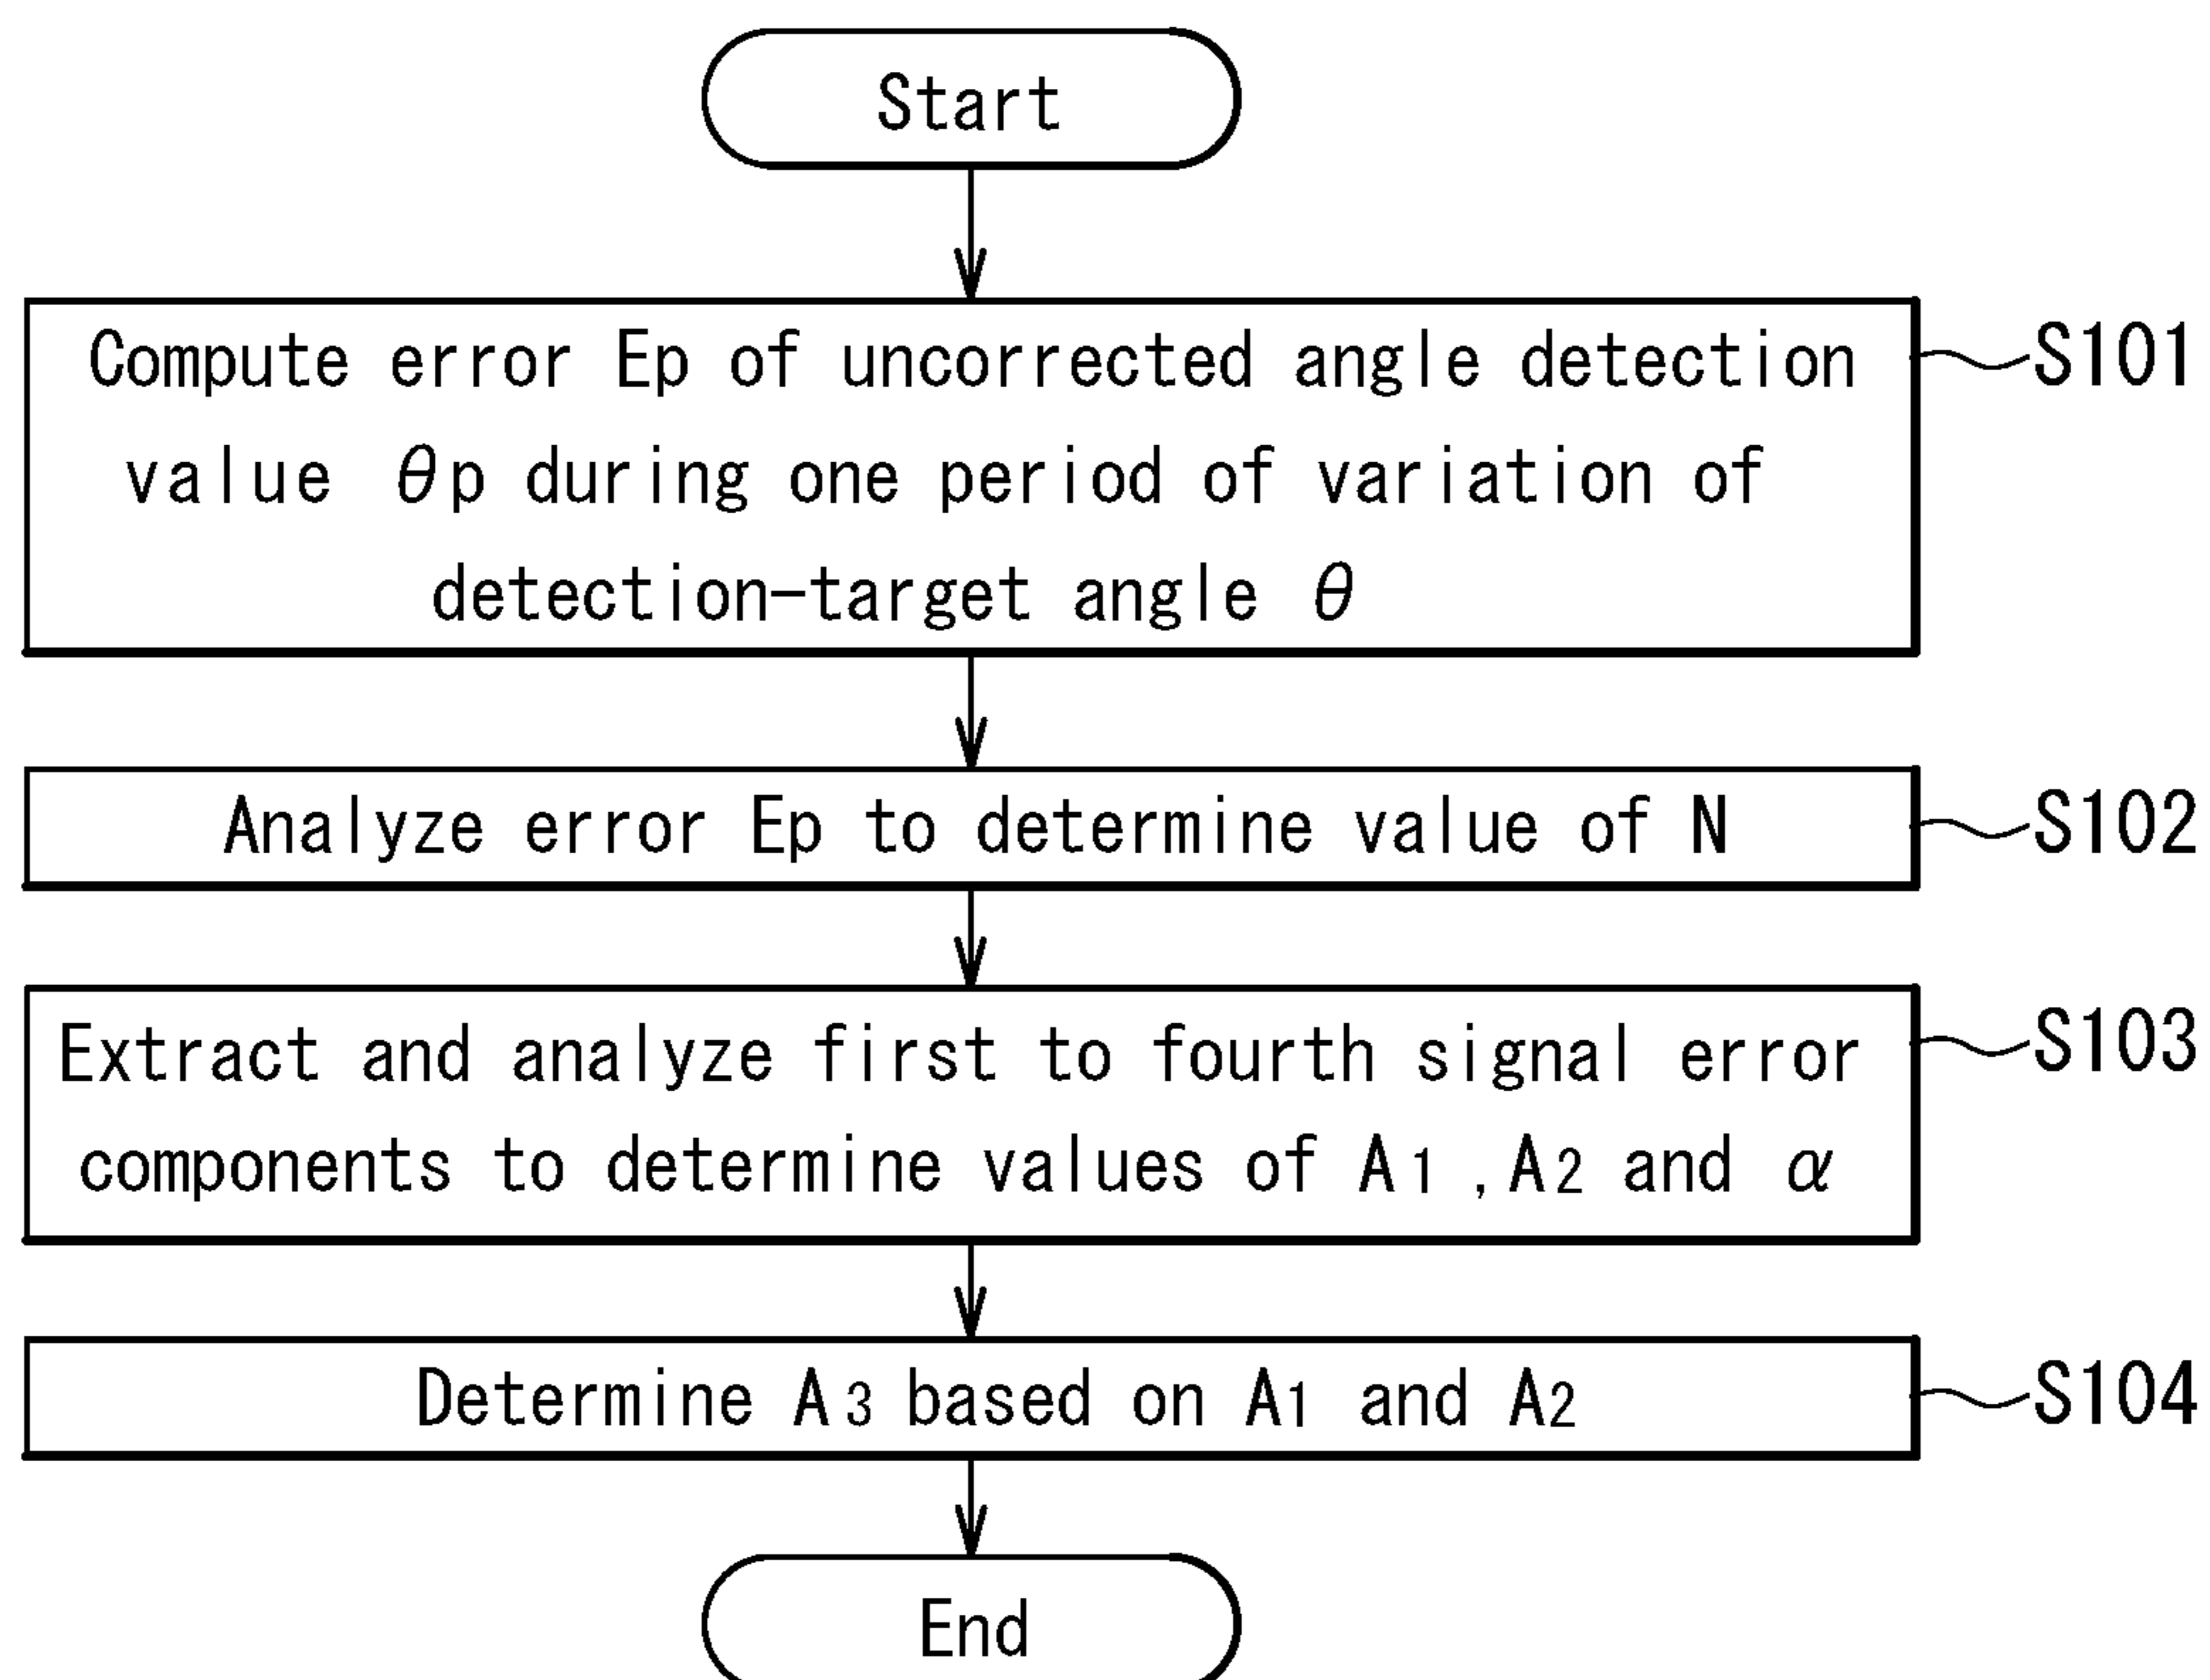 Start
Compute error Ep of uncorrected angle detection
value θp during one period of variation of
detection-target angle θ
S101
Analyze error Ep to determine value of N
S102
Extract and analyze first to fourth signal error
components to determine values of A1 ,A2 and α
S103
Determine A3 based on A1 and A2
S104
End